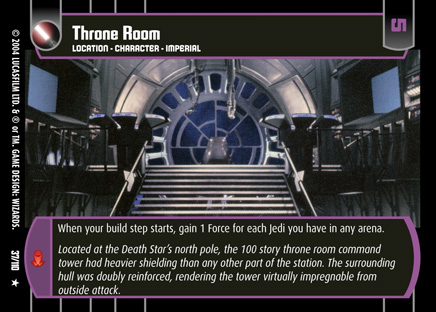 Throne Room
LOCATION • CHARACTER • IMPERIAL
5
When your build step starts, gain 1 Force for each Jedi you have in any arena.
Located at the Death Star's north pole, the 100 story throne room command
tower had heavier shielding than any other part of the station. The surrounding
hull was doubly reinforced, rendering the tower virtually impregnable from
outside attack.
© 2004 LUCASFILM LTD. & ® or TM. GAME DESIGN: WIZARDS.
37/110 ★